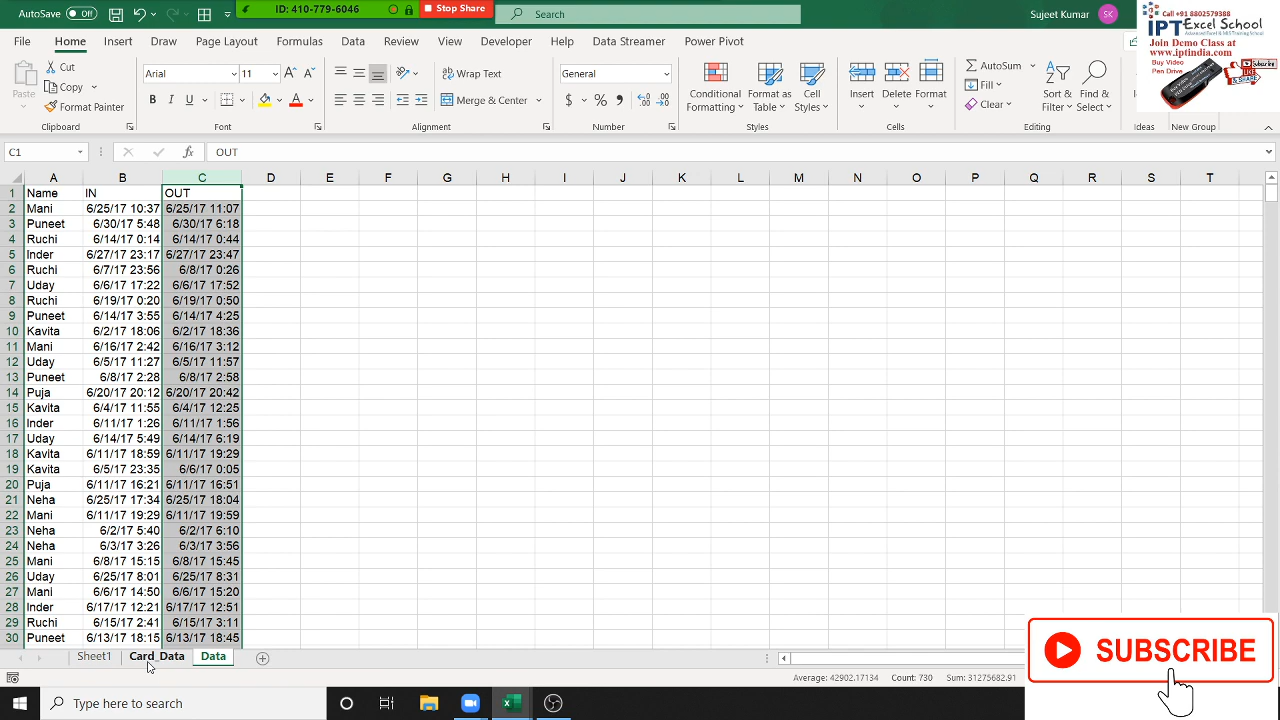 AutoSave Off ID: 410-779-6046 Stop Share Search Sujeet Kumar SK
File Home Insert Draw Page Layout Formulas Data Review View Developer Help Data Streamer Power Pivot
Call +91 8802579388
IPT Excel School
Advanced Excel & MIS Training School
Join Demo Class at
www.iptindia.com
Buy Video
Pen Drive
SUBSCRIBE & SHARE
Paste Cut Copy Format Painter Clipboard
Arial 11 B I U A Font
Wrap Text Merge & Center Alignment
General $ % Number
Conditional Formatting Format as Table Cell Styles Styles
Insert Delete Format Cells
AutoSum Fill Clear Sort & Filter Find & Select Editing
Ideas New Group
C1 fx OUT
A B C D E F G H I J K L M N O P Q R S T
1 Name IN OUT
2 Mani 6/25/17 10:37 6/25/17 11:07
3 Puneet 6/30/17 5:48 6/30/17 6:18
4 Ruchi 6/14/17 0:14 6/14/17 0:44
5 Inder 6/27/17 23:17 6/27/17 23:47
6 Ruchi 6/7/17 23:56 6/8/17 0:26
7 Uday 6/6/17 17:22 6/6/17 17:52
8 Ruchi 6/19/17 0:20 6/19/17 0:50
9 Puneet 6/14/17 3:55 6/14/17 4:25
10 Kavita 6/2/17 18:06 6/2/17 18:36
11 Mani 6/16/17 2:42 6/16/17 3:12
12 Uday 6/5/17 11:27 6/5/17 11:57
13 Puneet 6/8/17 2:28 6/8/17 2:58
14 Puja 6/20/17 20:12 6/20/17 20:42
15 Kavita 6/4/17 11:55 6/4/17 12:25
16 Inder 6/11/17 1:26 6/11/17 1:56
17 Uday 6/14/17 5:49 6/14/17 6:19
18 Kavita 6/11/17 18:59 6/11/17 19:29
19 Kavita 6/5/17 23:35 6/6/17 0:05
20 Puja 6/11/17 16:21 6/11/17 16:51
21 Neha 6/25/17 17:34 6/25/17 18:04
22 Mani 6/11/17 19:29 6/11/17 19:59
23 Neha 6/2/17 5:40 6/2/17 6:10
24 Neha 6/3/17 3:26 6/3/17 3:56
25 Mani 6/8/17 15:15 6/8/17 15:45
26 Uday 6/25/17 8:01 6/25/17 8:31
27 Mani 6/6/17 14:50 6/6/17 15:20
28 Inder 6/17/17 12:21 6/17/17 12:51
29 Ruchi 6/15/17 2:41 6/15/17 3:11
30 Puneet 6/13/17 18:15 6/13/17 18:45
Sheet1 Card_Data Data
Average: 42902.17134 Count: 730 Sum: 31275682.91
SUBSCRIBE
Type here to search